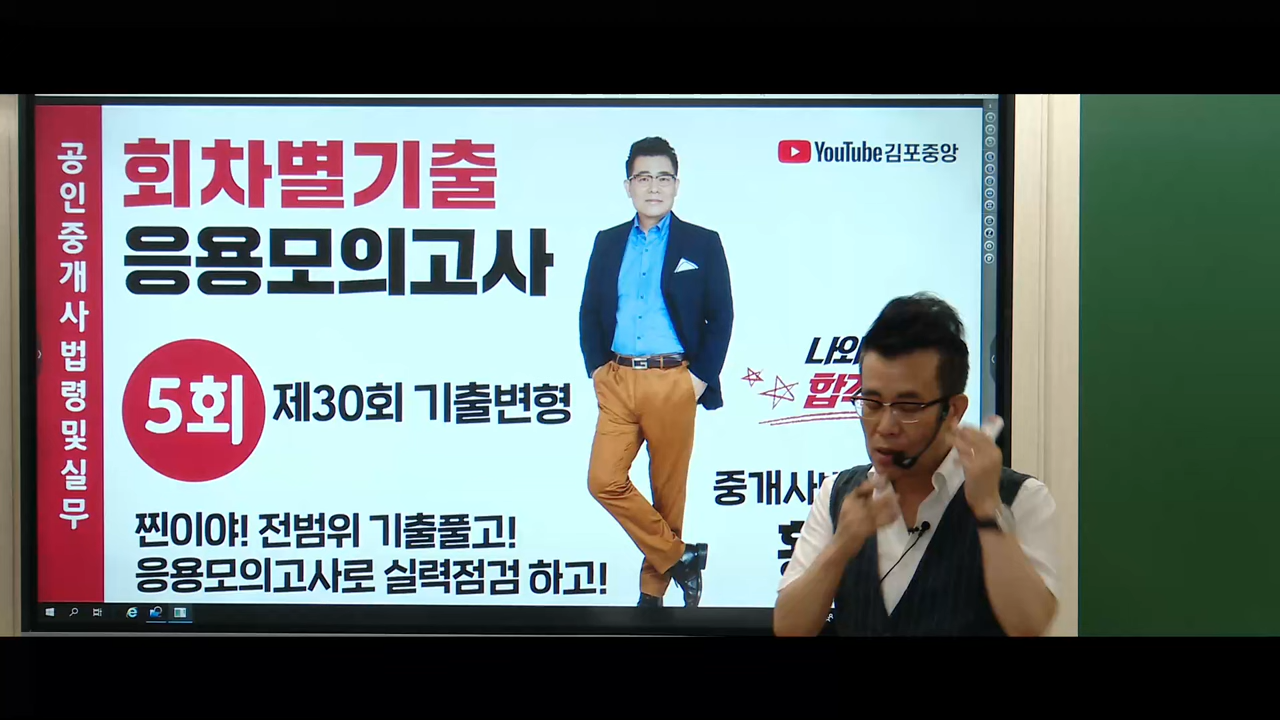 공인중개사법령및실무
회차별기출
응용모의고사
YouTube김포중앙
5회
제30회 기출변형
찐이야! 전범위 기출풀고!
응용모의고사로 실력점검 하고!